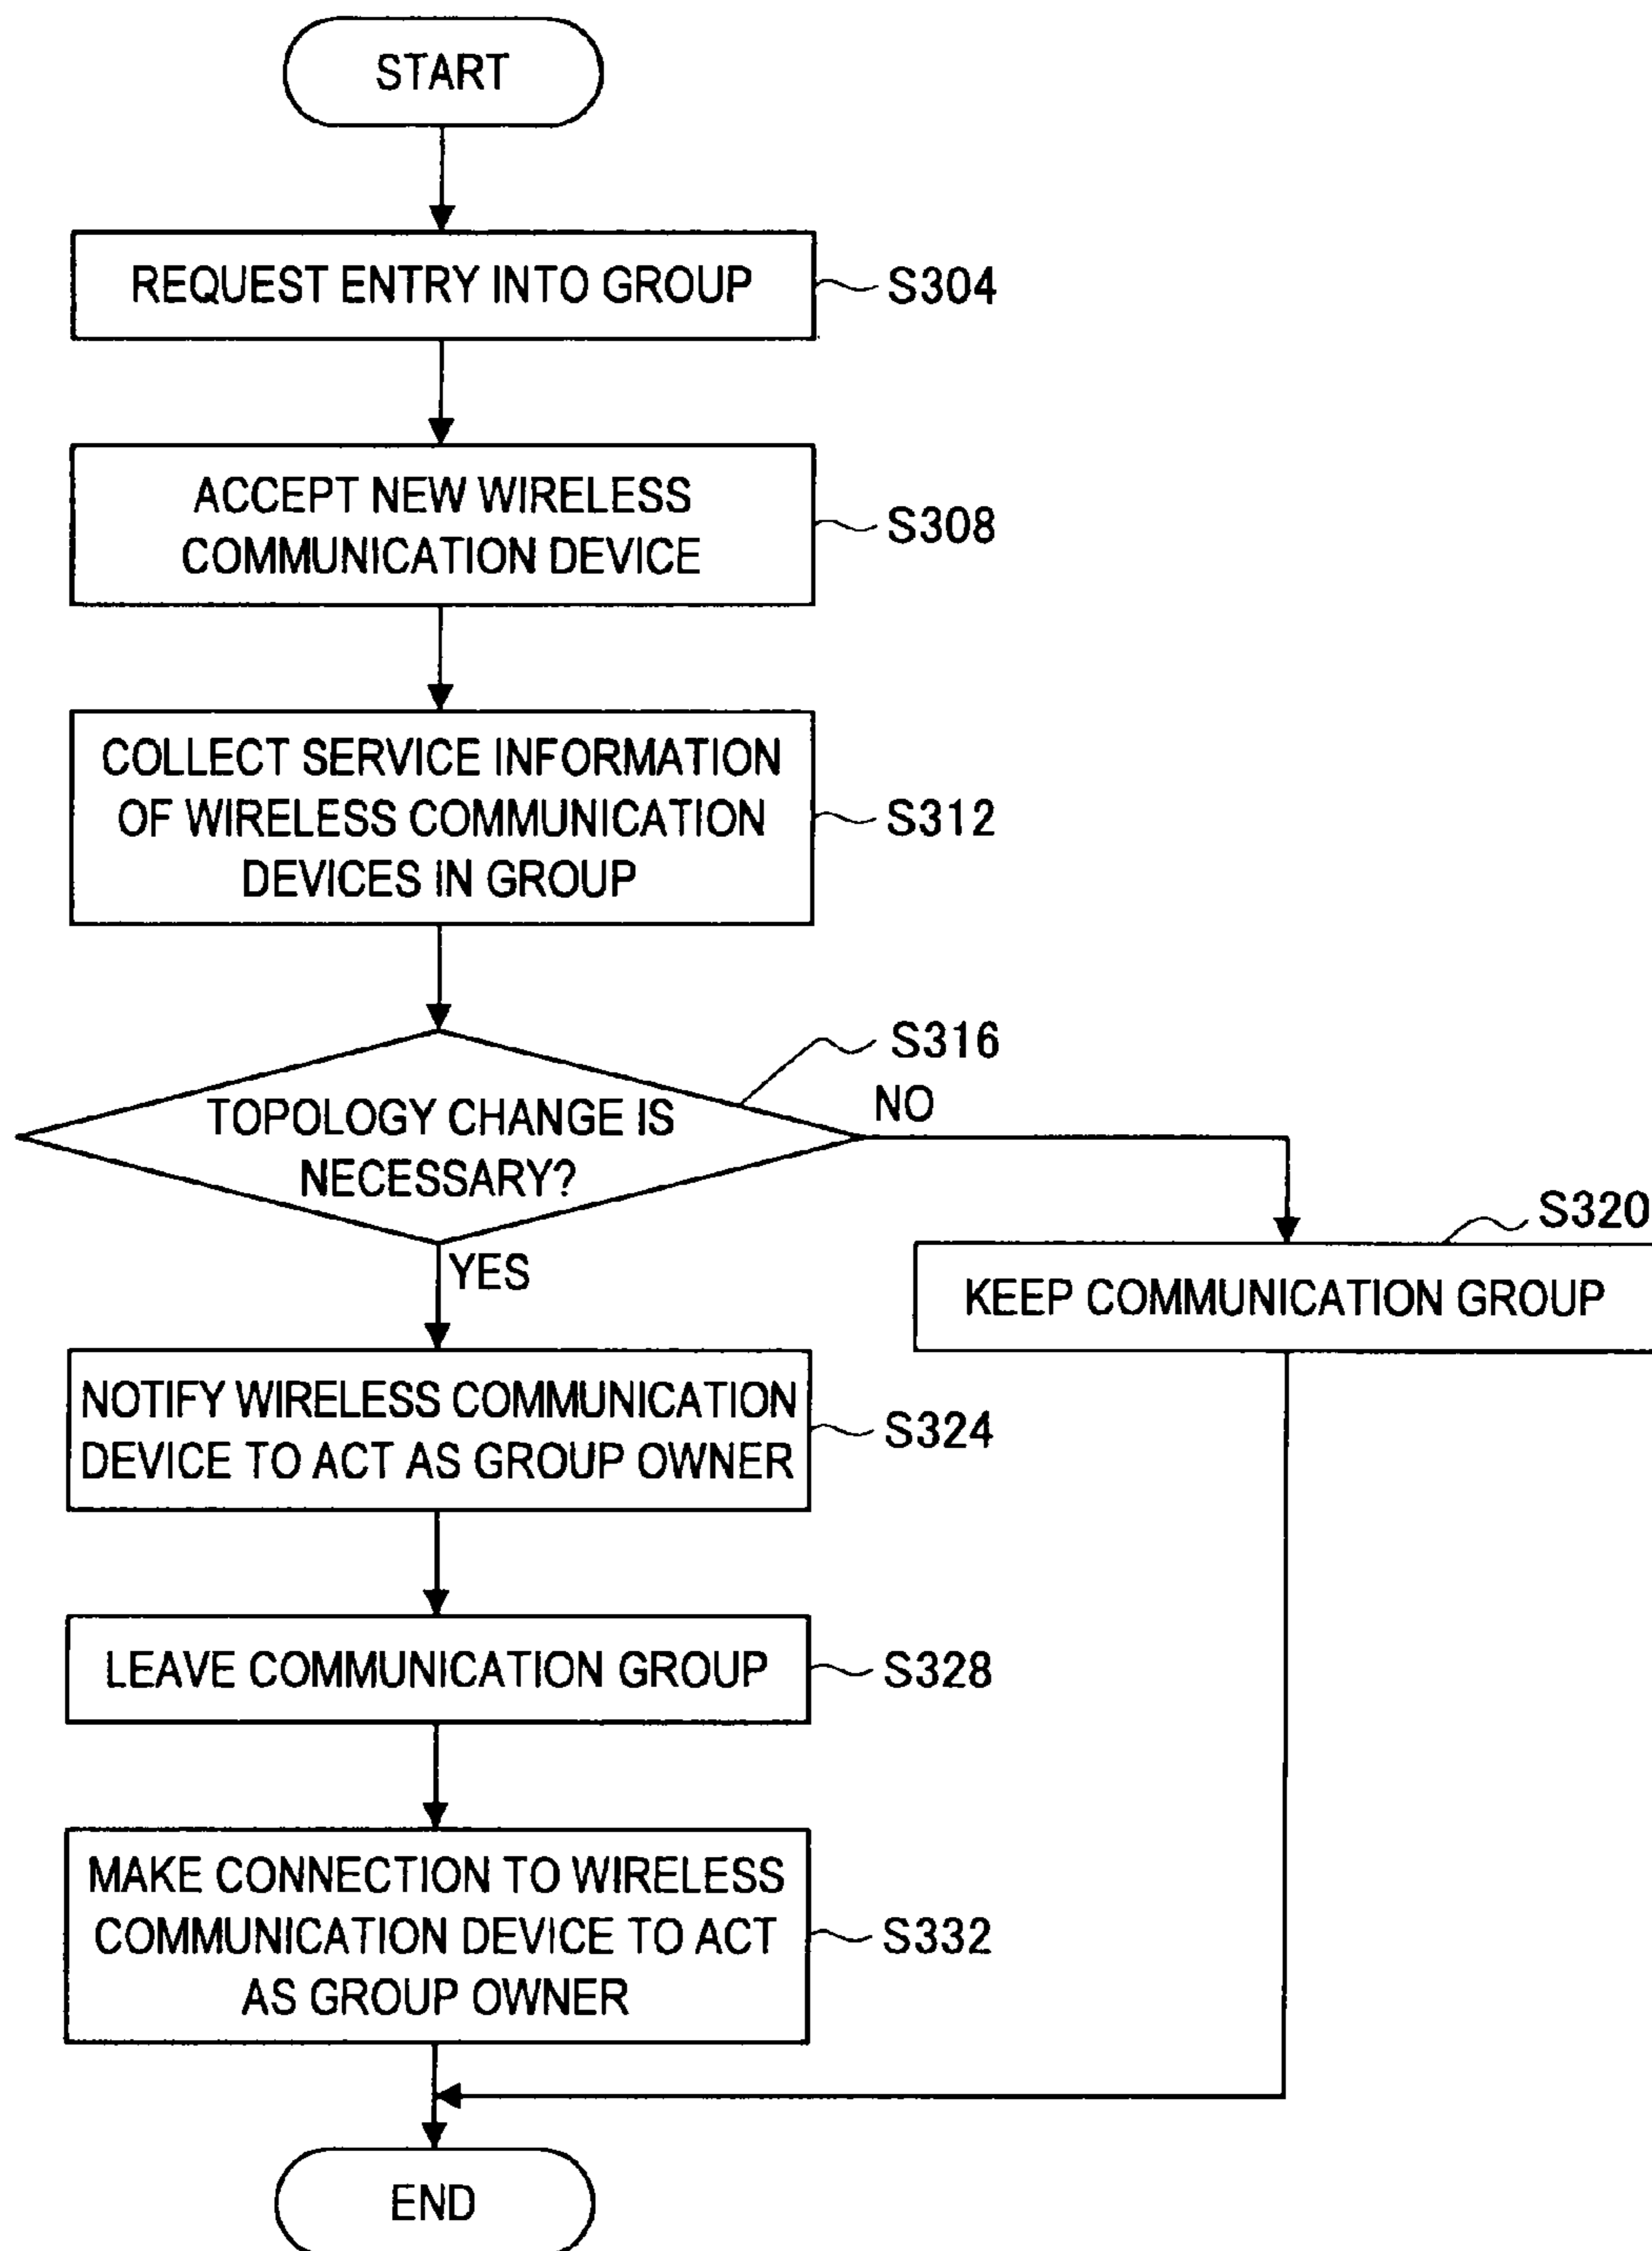 START
REQUEST ENTRY INTO GROUP
S304
ACCEPT NEW WIRELESS
COMMUNICATION DEVICE
S308
COLLECT SERVICE INFORMATION
OF WIRELESS COMMUNICATION
DEVICES IN GROUP
S312
S316
TOPOLOGY CHANGE IS
NECESSARY?
NO
YES
S320
KEEP COMMUNICATION GROUP
NOTIFY WIRELESS COMMUNICATION
DEVICE TO ACT AS GROUP OWNER
S324
LEAVE COMMUNICATION GROUP
S328
MAKE CONNECTION TO WIRELESS
COMMUNICATION DEVICE TO ACT
AS GROUP OWNER
S332
END